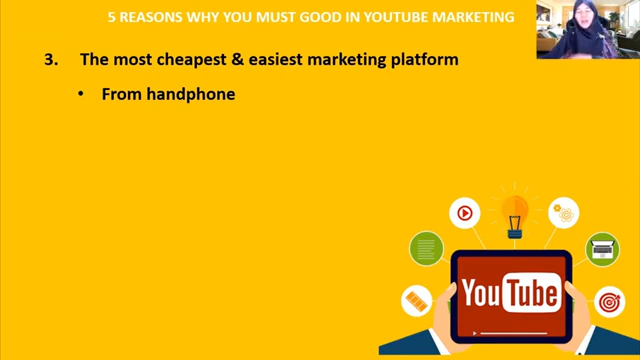 5 REASONS WHY YOU MUST GOOD IN YOUTUBE MARKETING
3. The most cheapest & easiest marketing platform
• From handphone
YouTube